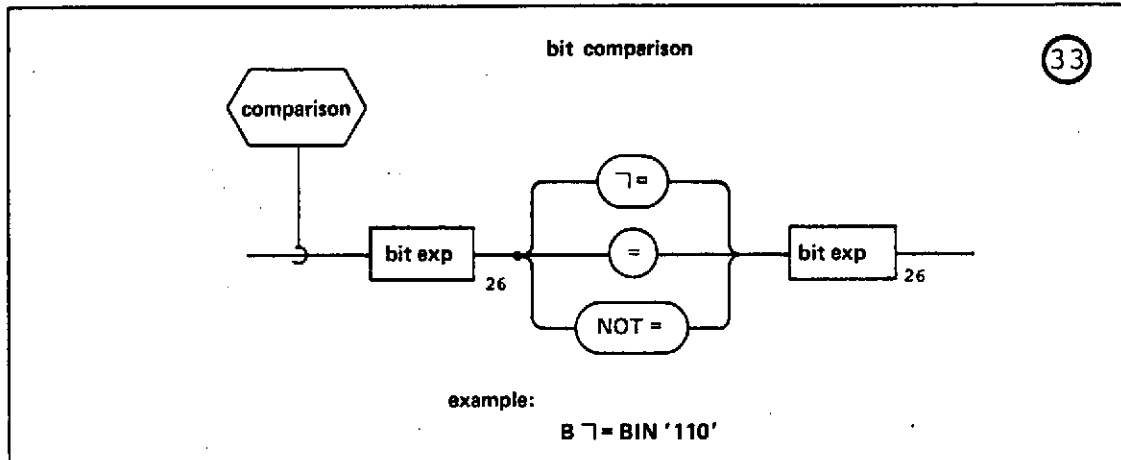 bit comparison
33
comparison
¬=
bit exp
26
=
bit exp
26
NOT =
example:
B ¬= BIN '110'